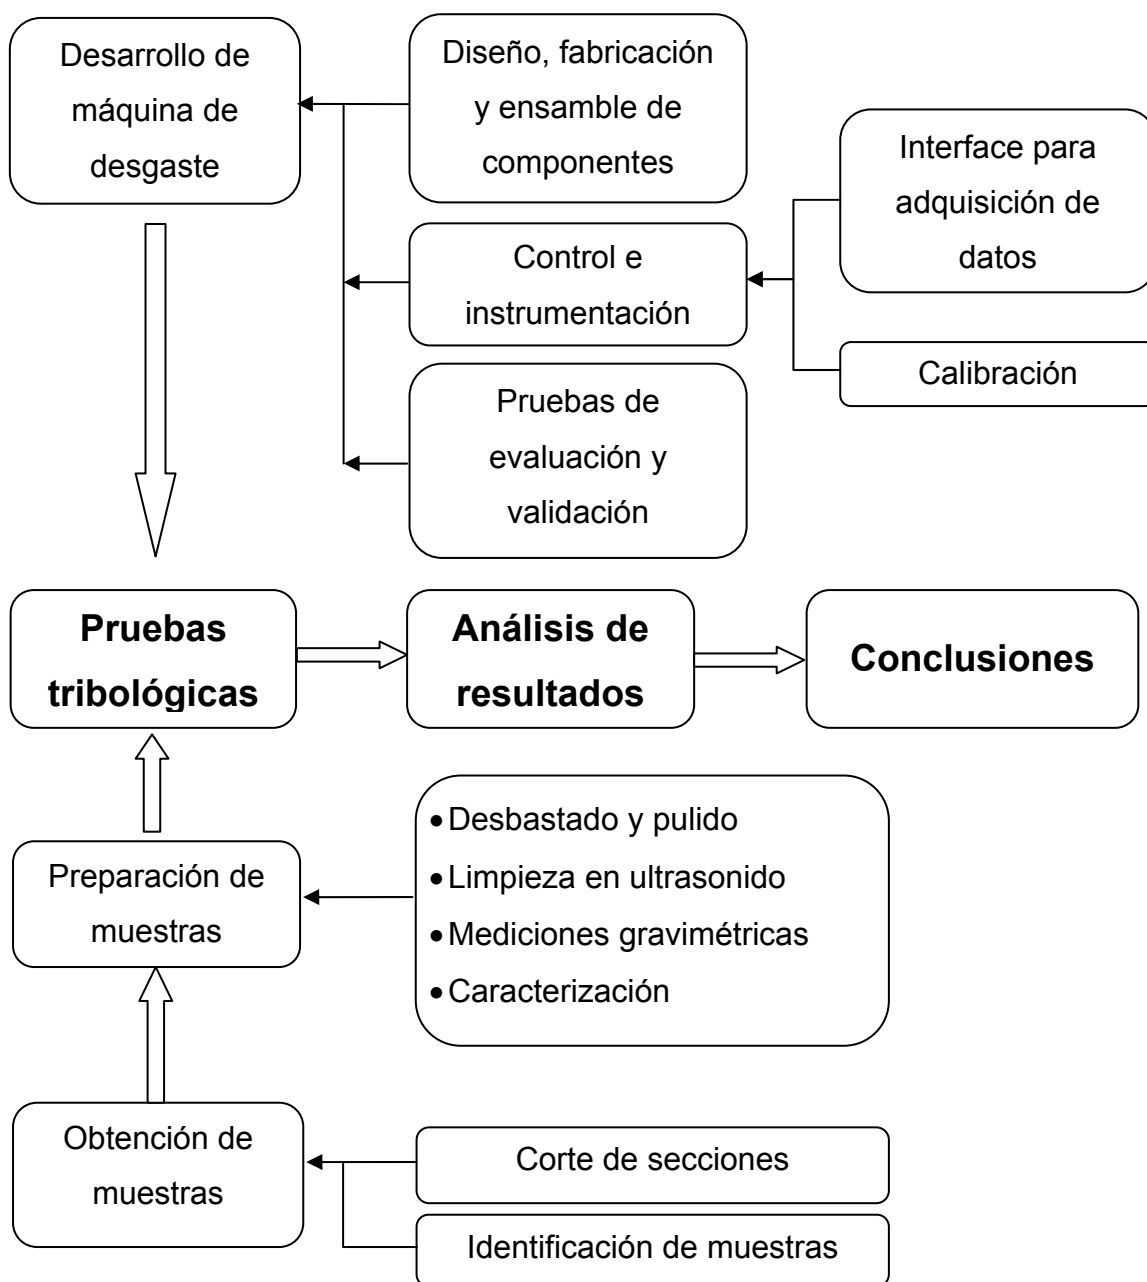 Desarrollo de
máquina de
desgaste
Diseño, fabricación
y ensamble de
componentes
Interface para
adquisición de
datos
Control e
instrumentación
Calibración
Pruebas de
evaluación y
validación
Pruebas
tribológicas
Análisis de
resultados
Conclusiones
Preparación de
muestras
• Desbastado y pulido
• Limpieza en ultrasonido
• Mediciones gravimétricas
• Caracterización
Obtención de
muestras
Corte de secciones
Identificación de muestras